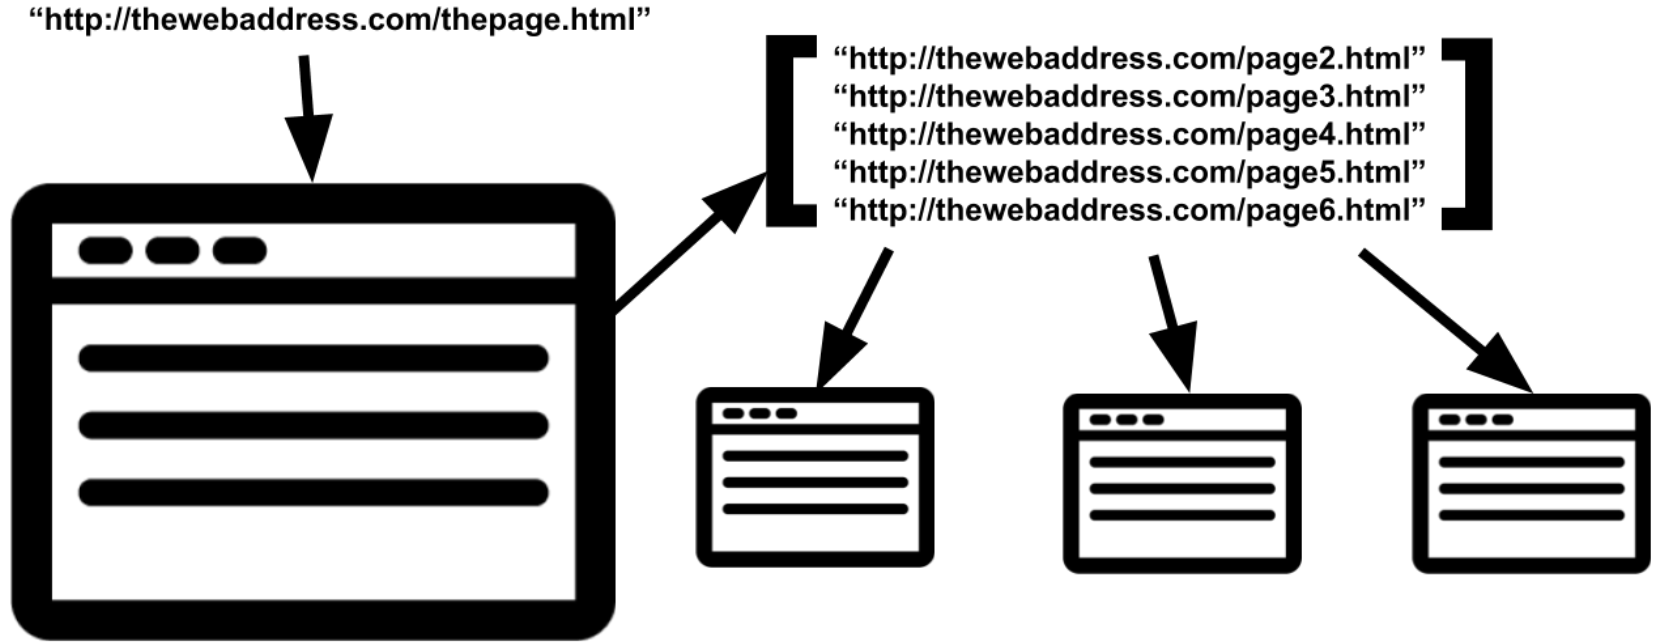 “http://thewebaddress.com/thepage.html”
“http://thewebaddress.com/page2.html”
“http://thewebaddress.com/page3.html”
“http://thewebaddress.com/page4.html”
“http://thewebaddress.com/page5.html”
“http://thewebaddress.com/page6.html”